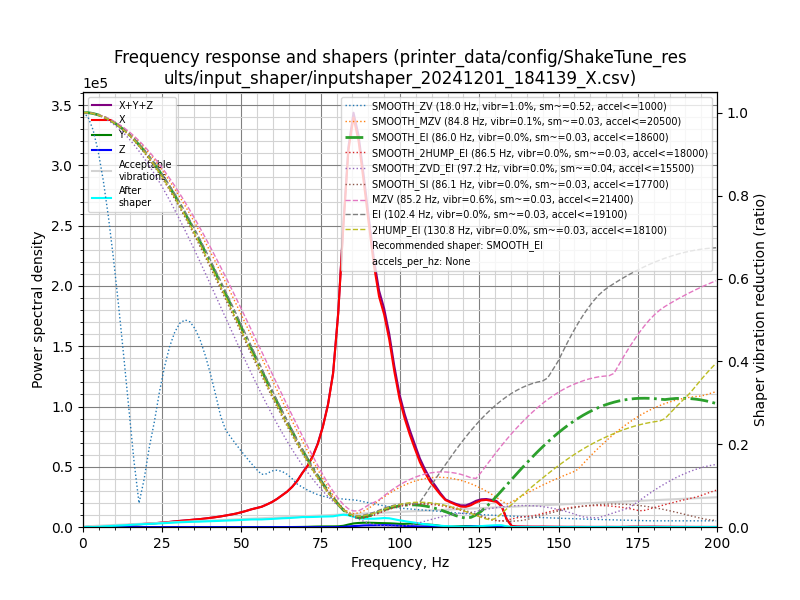 Frequency response and shapers (printer_data/config/ShakeTune_res
ults/input_shaper/inputshaper_20241201_184139_X.csv)
1e5
X+Y+Z
X
Y
Z
Acceptable
vibrations
After
shaper
SMOOTH_ZV (18.0 Hz, vibr=1.0%, sm~=0.52, accel<=1000)
SMOOTH_MZV (84.8 Hz, vibr=0.1%, sm~=0.03, accel<=20500)
SMOOTH_EI (86.0 Hz, vibr=0.0%, sm~=0.03, accel<=18600)
SMOOTH_2HUMP_EI (86.5 Hz, vibr=0.0%, sm~=0.03, accel<=18000)
SMOOTH_ZVD_EI (97.2 Hz, vibr=0.0%, sm~=0.04, accel<=15500)
SMOOTH_SI (86.1 Hz, vibr=0.0%, sm~=0.03, accel<=17700)
MZV (85.2 Hz, vibr=0.6%, sm~=0.03, accel<=21400)
EI (102.4 Hz, vibr=0.0%, sm~=0.03, accel<=19100)
2HUMP_EI (130.8 Hz, vibr=0.0%, sm~=0.03, accel<=18100)
Recommended shaper: SMOOTH_EI
accels_per_hz: None
3.5
3.0
2.5
2.0
1.5
1.0
0.5
0.0
Power spectral density
1.0
0.8
0.6
0.4
0.2
0.0
Shaper vibration reduction (ratio)
0 25 50 75 100 125 150 175 200
Frequency, Hz